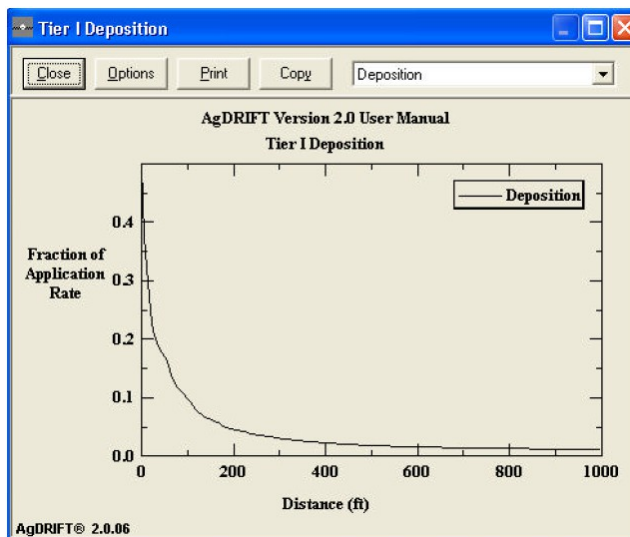 Tier I Deposition
Close Options Print Copy Deposition
AgDRIFT Version 2.0 User Manual
Tier I Deposition
Deposition
Fraction of
Application
Rate
0.4
0.3
0.2
0.1
0.0
0 200 400 600 800 1000
Distance (ft)
AgDRIFT® 2.0.06